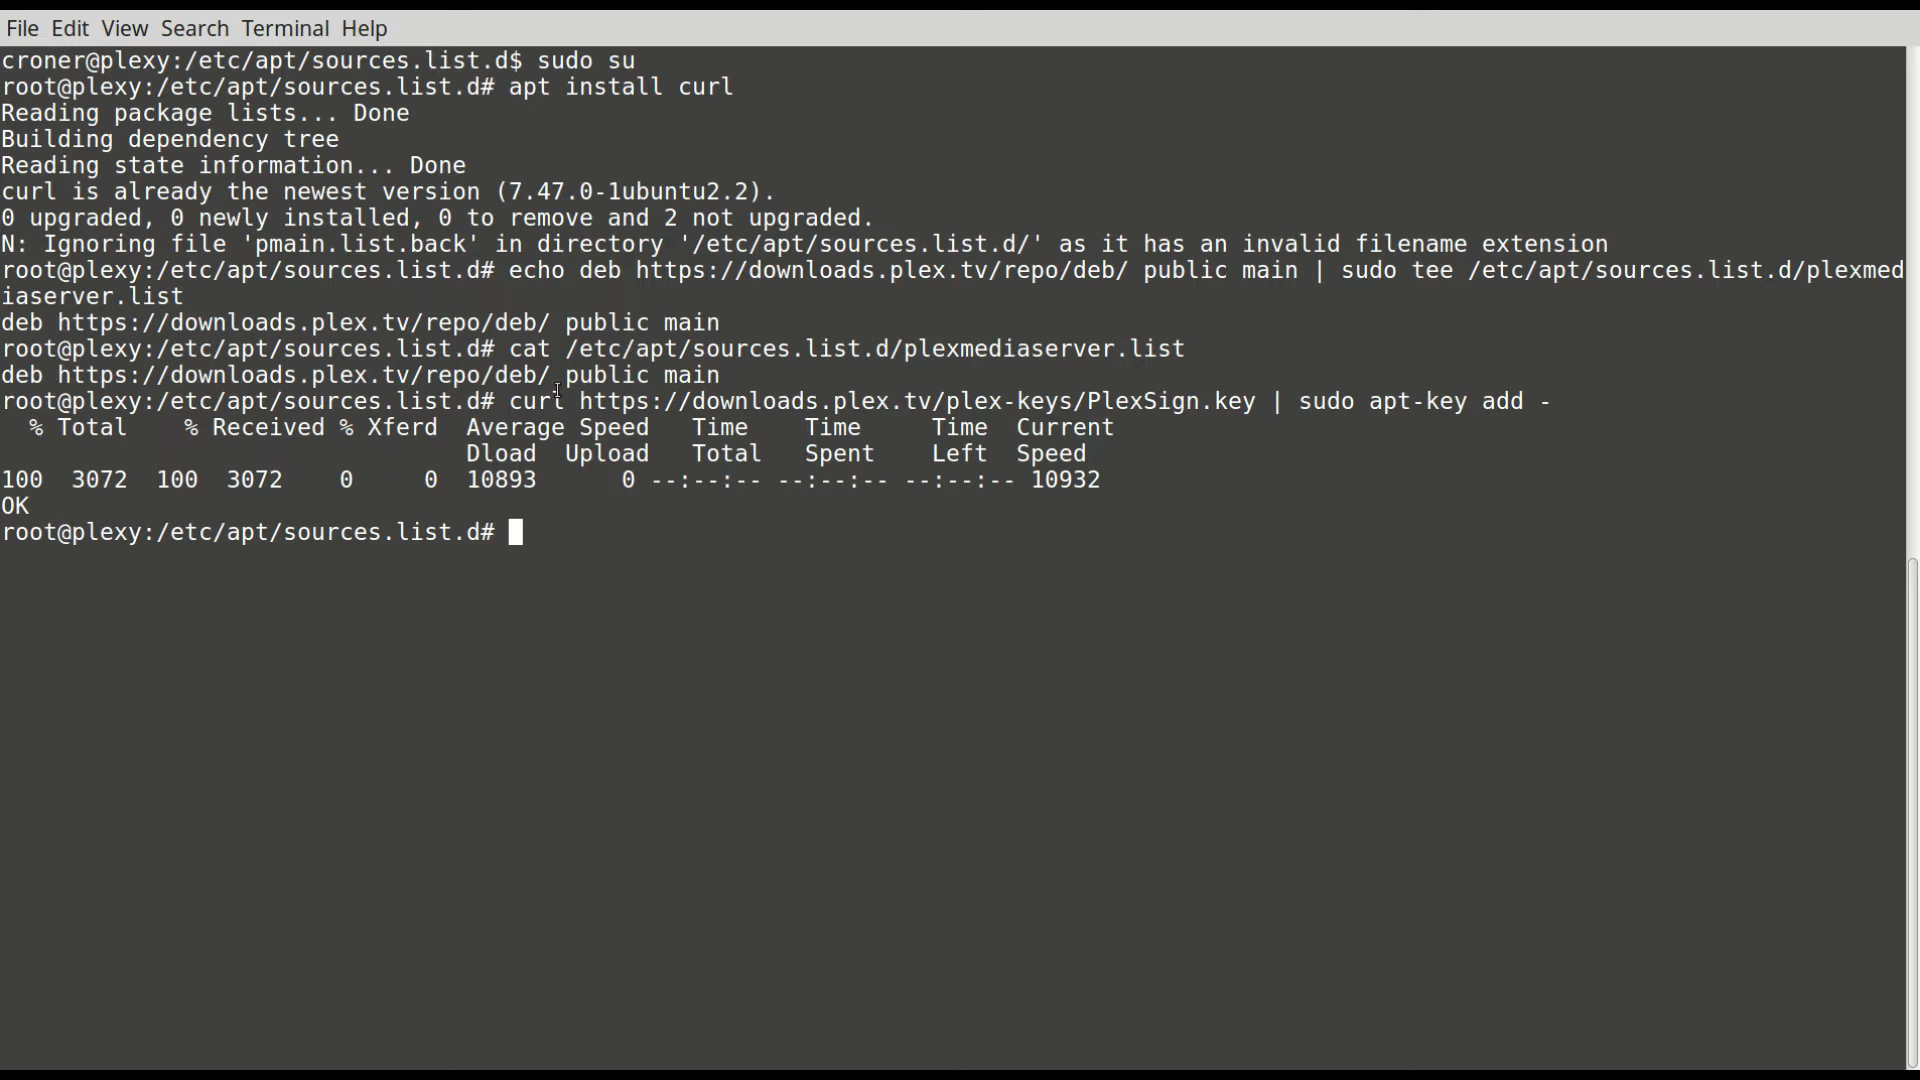 File Edit View Search Terminal Help
croner@plexy:/etc/apt/sources.list.d$ sudo su
root@plexy:/etc/apt/sources.list.d# apt install curl
Reading package lists... Done
Building dependency tree
Reading state information... Done
curl is already the newest version (7.47.0-1ubuntu2.2).
0 upgraded, 0 newly installed, 0 to remove and 2 not upgraded.
N: Ignoring file 'pmain.list.back' in directory '/etc/apt/sources.list.d/' as it has an invalid filename extension
root@plexy:/etc/apt/sources.list.d# echo deb https://downloads.plex.tv/repo/deb/ public main | sudo tee /etc/apt/sources.list.d/plexmed
iaserver.list
deb https://downloads.plex.tv/repo/deb/ public main
root@plexy:/etc/apt/sources.list.d# cat /etc/apt/sources.list.d/plexmediaserver.list
deb https://downloads.plex.tv/repo/deb/ public main
root@plexy:/etc/apt/sources.list.d# curl https://downloads.plex.tv/plex-keys/PlexSign.key | sudo apt-key add -
  % Total    % Received % Xferd  Average Speed   Time    Time     Time  Current
                                 Dload  Upload   Total   Spent    Left  Speed
100  3072  100  3072    0     0  10893      0 --:--:-- --:--:-- --:--:-- 10932
OK
root@plexy:/etc/apt/sources.list.d#